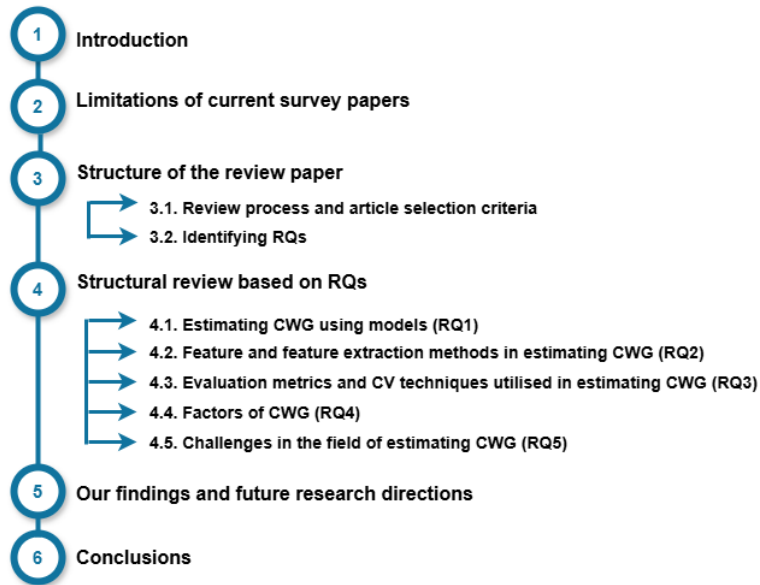 1 Introduction
2 Limitations of current survey papers
3 Structure of the review paper
3.1. Review process and article selection criteria
3.2. Identifying RQs
4 Structural review based on RQs
4.1. Estimating CWG using models (RQ1)
4.2. Feature and feature extraction methods in estimating CWG (RQ2)
4.3. Evaluation metrics and CV techniques utilised in estimating CWG (RQ3)
4.4. Factors of CWG (RQ4)
4.5. Challenges in the field of estimating CWG (RQ5)
5 Our findings and future research directions
6 Conclusions